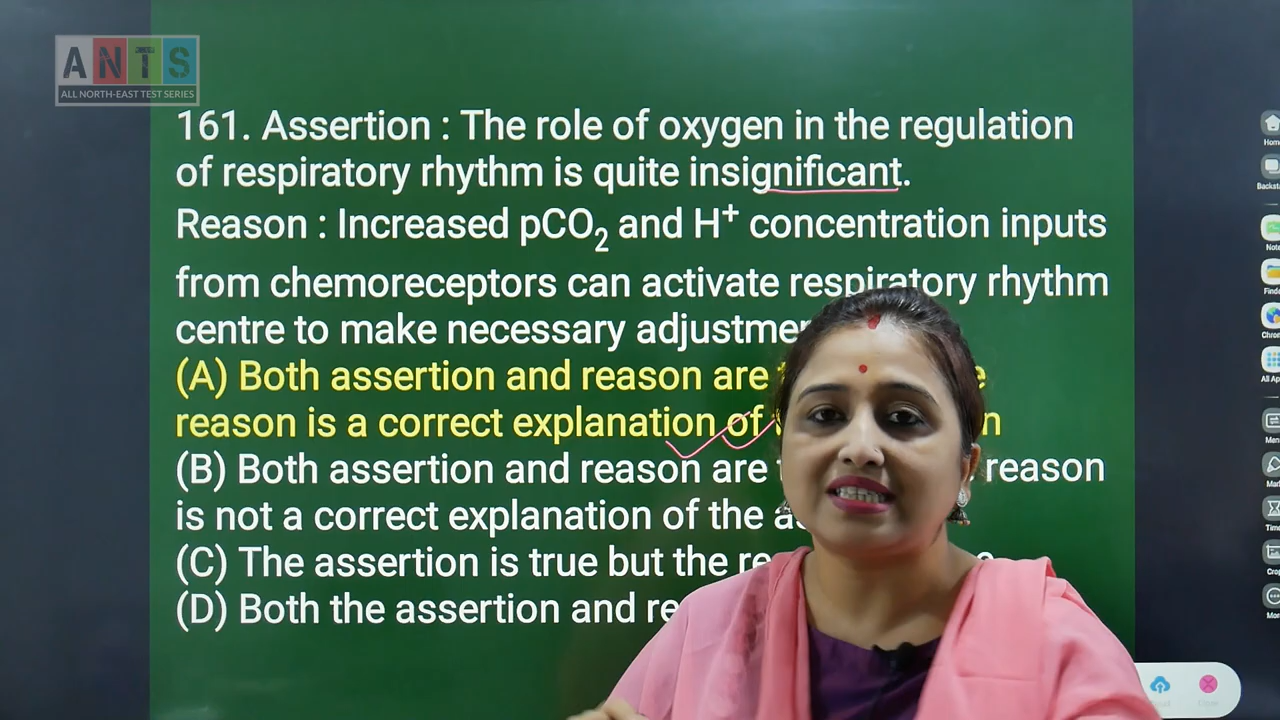 ANTS
ALL NORTH-EAST TEST SERIES
161. Assertion : The role of oxygen in the regulation
of respiratory rhythm is quite insignificant.
Reason : Increased pCO₂ and H⁺ concentration inputs
from chemoreceptors can activate respiratory rhythm
centre to make necessary
(A) Both assertion and reason are
reason is a correct explanation of
(B) Both assertion and reason are reason
is not a correct explanation of the
(C) The assertion is true but the
(D) Both the assertion and